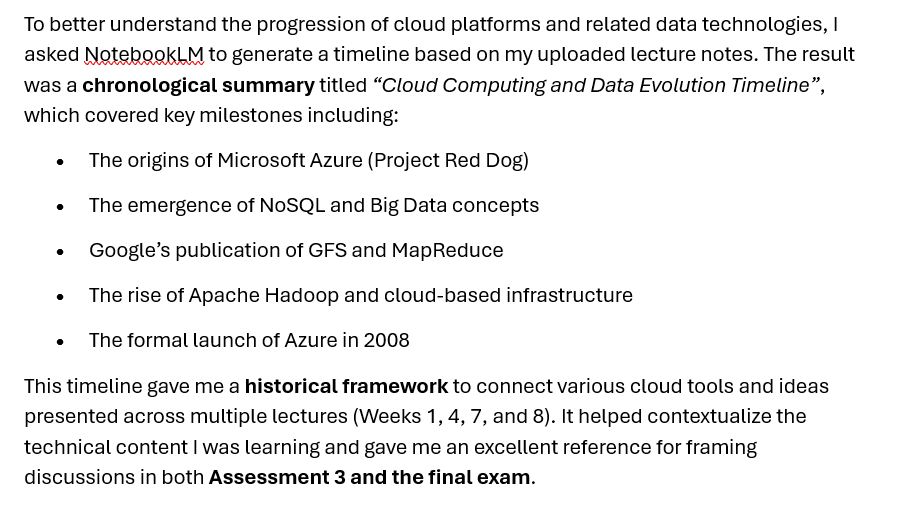 To better understand the progression of cloud platforms and related data technologies, I
asked NotebookLM to generate a timeline based on my uploaded lecture notes. The result
was a chronological summary titled “Cloud Computing and Data Evolution Timeline”,
which covered key milestones including:
• The origins of Microsoft Azure (Project Red Dog)
• The emergence of NoSQL and Big Data concepts
• Google’s publication of GFS and MapReduce
• The rise of Apache Hadoop and cloud-based infrastructure
• The formal launch of Azure in 2008
This timeline gave me a historical framework to connect various cloud tools and ideas
presented across multiple lectures (Weeks 1, 4, 7, and 8). It helped contextualize the
technical content I was learning and gave me an excellent reference for framing
discussions in both Assessment 3 and the final exam.